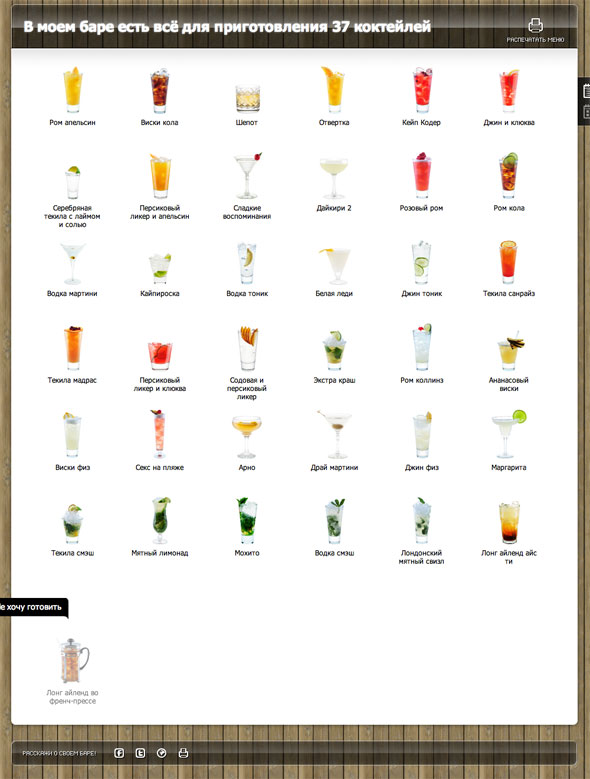 В моем баре есть всё для приготовления 37 коктейлей
РАСПЕЧАТАТЬ МЕНЮ
Ром апельсин
Виски кола
Шепот
Отвертка
Кейп Кодер
Джин и клюква
Серебряная
текила с лаймом
и солью
Персиковый
ликер и апельсин
Сладкие
воспоминания
Дайкири 2
Розовый ром
Ром кола
Водка мартини
Кайпироска
Водка тоник
Белая леди
Джин тоник
Текила санрайз
Текила мадрас
Персиковый
ликер и клюква
Содовая и
персиковый
ликер
Экстра краш
Ром коллинз
Ананасовый
виски
Виски физ
Секс на пляже
Арно
Драй мартини
Джин физ
Маргарита
Текила смэш
Мятный лимонад
Мохито
Водка смэш
Лондонский
мятный свизл
Лонг айленд айс
ти
е хочу готовить
Лонг айленд во
френч-прессе
РАССКАЖИ О СВОЕМ БАРЕ!